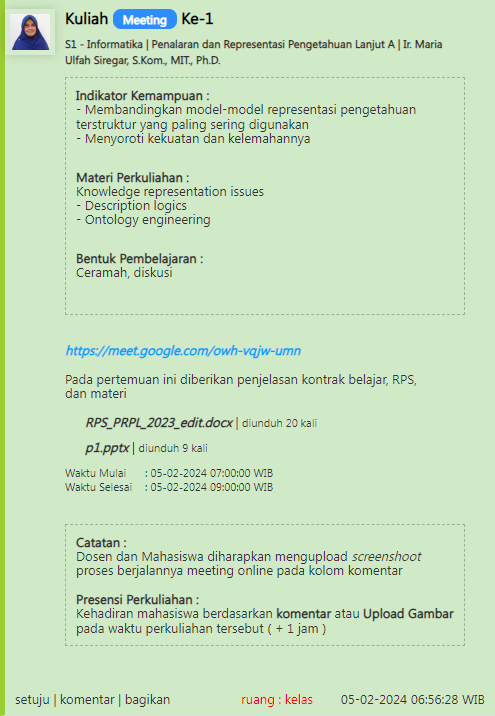 Kuliah Meeting Ke-1
S1 - Informatika | Penalaran dan Representasi Pengetahuan Lanjut A | Ir. Maria
Ulfah Siregar, S.Kom., MIT., Ph.D.
Indikator Kemampuan :
- Membandingkan model-model representasi pengetahuan
terstruktur yang paling sering digunakan
- Menyoroti kekuatan dan kelemahannya
Materi Perkuliahan :
Knowledge representation issues
- Description logics
- Ontology engineering
Bentuk Pembelajaran :
Ceramah, diskusi
https://meet.google.com/owh-vqjw-umn
Pada pertemuan ini diberikan penjelasan kontrak belajar, RPS,
dan materi
RPS_PRPL_2023_edit.docx | diunduh 20 kali
p1.pptx | diunduh 9 kali
Waktu Mulai : 05-02-2024 07:00:00 WIB
Waktu Selesai : 05-02-2024 09:00:00 WIB
Catatan :
Dosen dan Mahasiswa diharapkan mengupload screenshoot
proses berjalannya meeting online pada kolom komentar
Presensi Perkuliahan :
Kehadiran mahasiswa berdasarkan komentar atau Upload Gambar
pada waktu perkuliahan tersebut ( + 1 jam )
setuju | komentar | bagikan ruang : kelas 05-02-2024 06:56:28 WIB